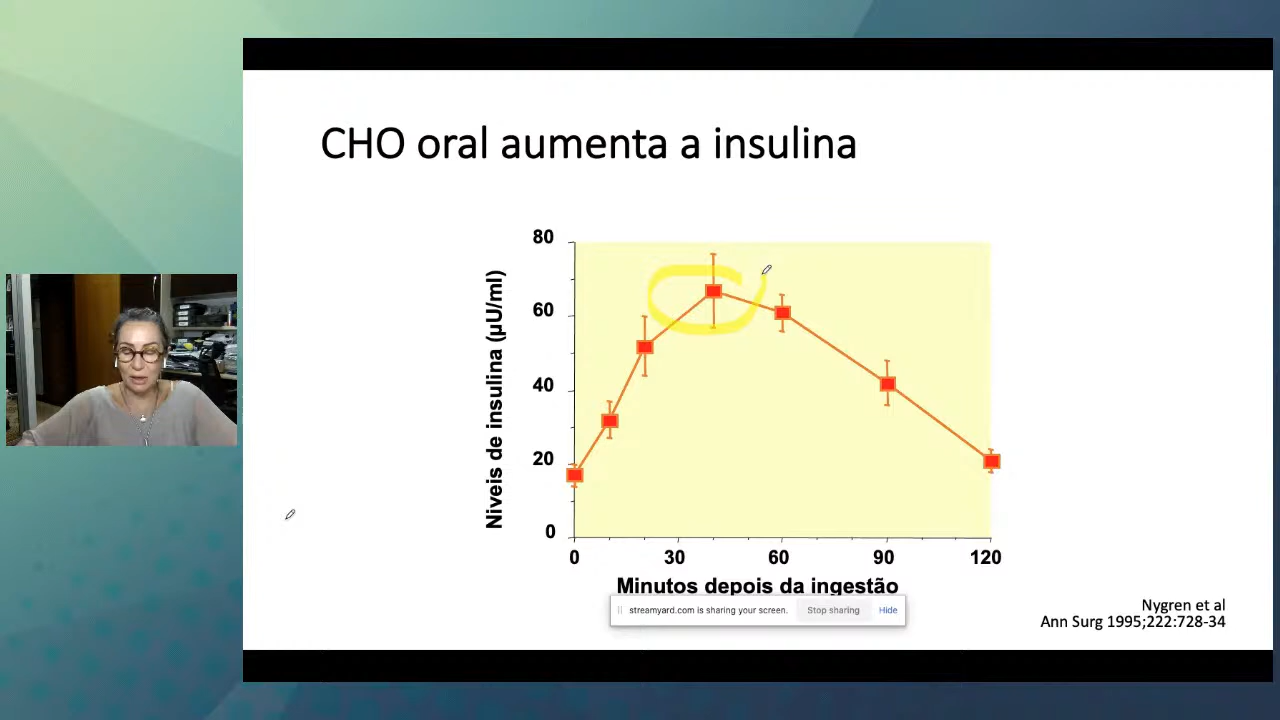 CHO oral aumenta a insulina
80
60
40
20
0
Niveis de insulina (µU/ml)
0 30 60 90 120
Minutos depois da ingestão
streamyard.com is sharing your screen. Stop sharing Hide
Nygren et al
Ann Surg 1995;222:728-34